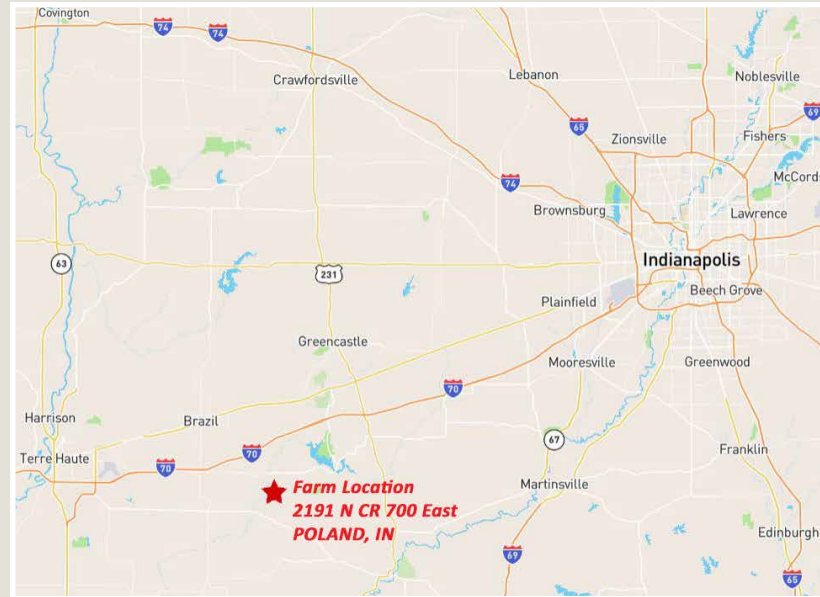 Covington
74
74
Crawfordsville
Lebanon
Noblesville
69
65
Zionsville
Fishers
McCords
74
Brownsburg
Lawrence
63
231
Indianapolis
Beech Grove
Plainfield
Greencastle
Mooresville
Greenwood
70
Harrison
Brazil
67
Franklin
Terre Haute
70
70
Martinsville
Farm Location
2191 N CR 700 East
POLAND, IN
Edinburgh
69
65